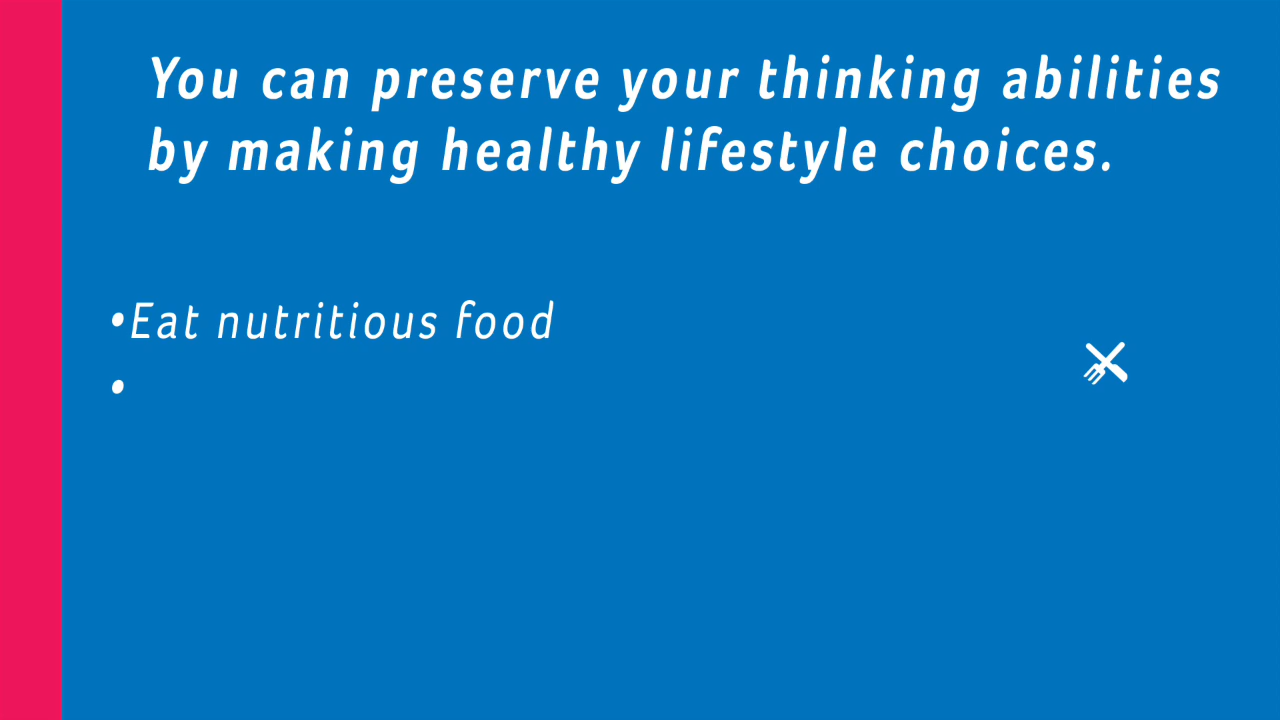 You can preserve your thinking abilities
by making healthy lifestyle choices.
•Eat nutritious food
•